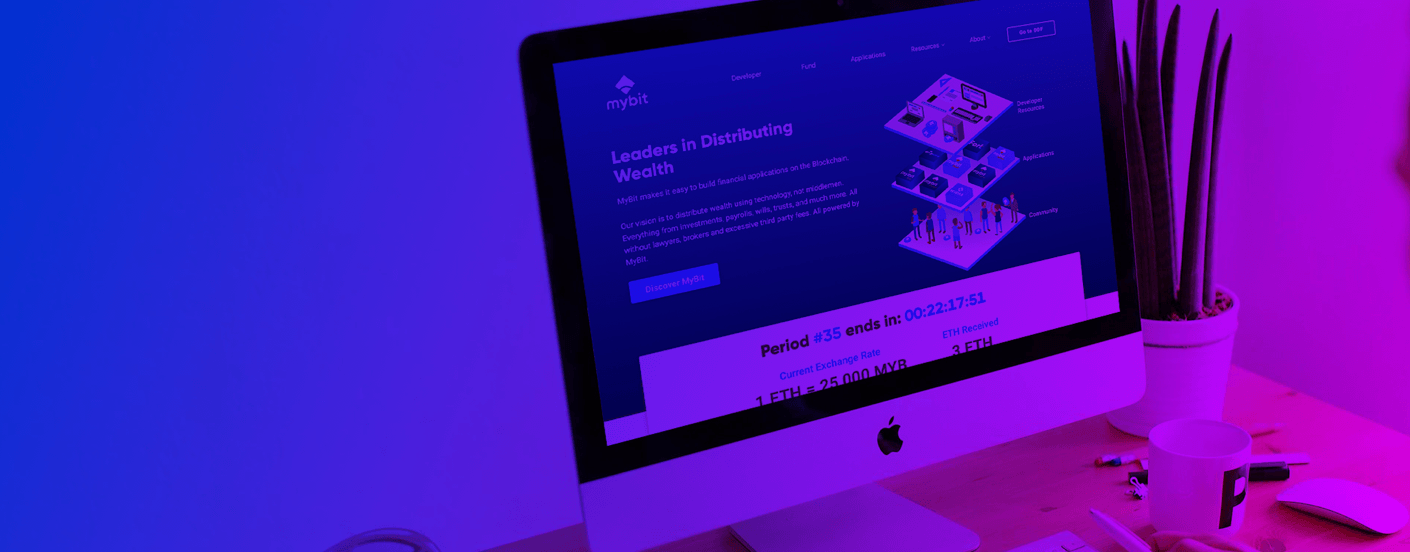 Developer
Fund
Applications
Resources
About
Go to DDF
mybit
Leaders in Distributing
Wealth
MyBit makes it easy to build financial applications on the Blockchain.
Our vision is to distribute wealth using technology, not middlemen.
Everything from investments, payrolls, wills, trusts, and much more. All
without lawyers, brokers and excessive third party fees. All powered by
MyBit.
Discover MyBit
Developer
Resources
Applications
Community
Period #35 ends in: 00:22:17:51
Current Exchange Rate
ETH Received
1 ETH = 25,000 MYB
3 ETH
P